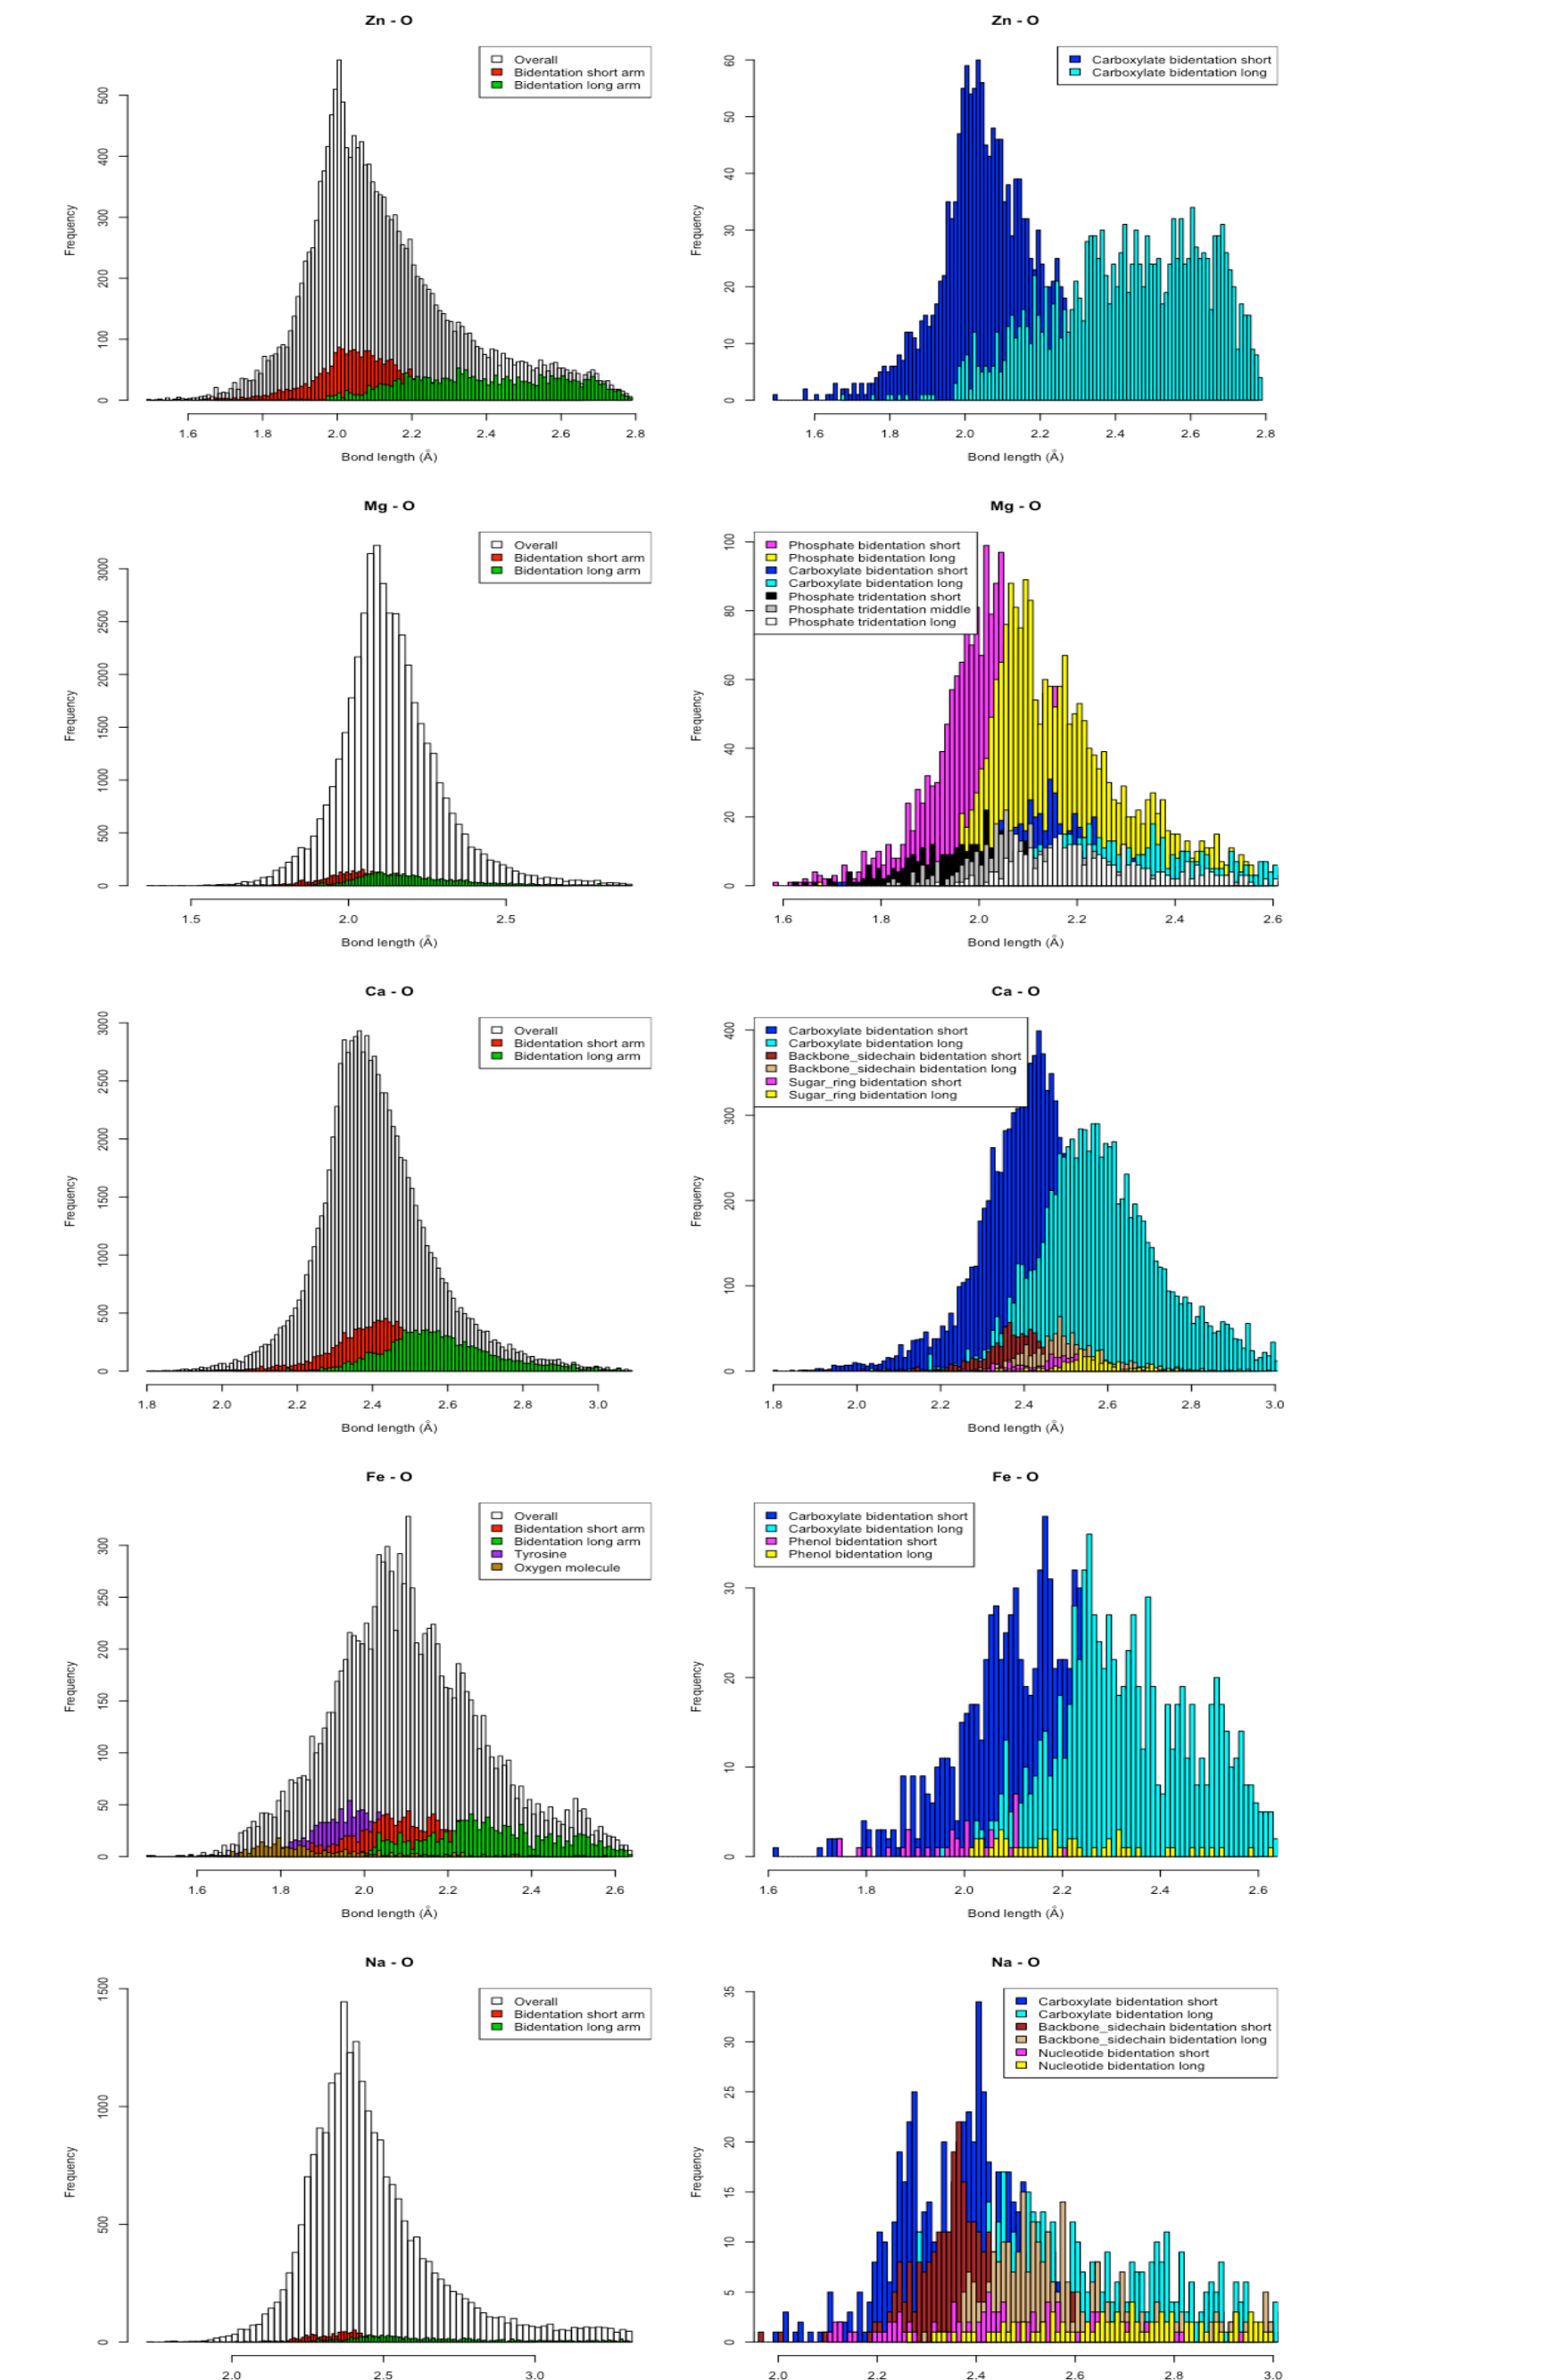 Zn - O
Overall
Bidentation short arm
Bidentation long arm
Frequency
0
100
200
300
400
500
1.6 1.8 2.0 2.2 2.4 2.6 2.8
Bond length (Å)
Zn - O
Carboxylate bidentation short
Carboxylate bidentation long
Frequency
0
10
20
30
40
50
60
1.6 1.8 2.0 2.2 2.4 2.6 2.8
Bond length (Å)
Mg - O
Overall
Bidentation short arm
Bidentation long arm
Frequency
0
500
1000
1500
2000
2500
3000
1.5 2.0 2.5
Bond length (Å)
Mg - O
Phosphate bidentation short
Phosphate bidentation long
Carboxylate bidentation short
Carboxylate bidentation long
Phosphate tridentation short
Phosphate tridentation middle
Phosphate tridentation long
Frequency
0
20
40
60
80
100
1.6 1.8 2.0 2.2 2.4 2.6
Bond length (Å)
Ca - O
Overall
Bidentation short arm
Bidentation long arm
Frequency
0
500
1000
1500
2000
2500
3000
1.8 2.0 2.2 2.4 2.6 2.8 3.0
Bond length (Å)
Ca - O
Carboxylate bidentation short
Carboxylate bidentation long
Backbone_sidechain bidentation short
Backbone_sidechain bidentation long
Sugar_ring bidentation short
Sugar_ring bidentation long
Frequency
0
100
200
300
400
1.8 2.0 2.2 2.4 2.6 2.8 3.0
Bond length (Å)
Fe - O
Overall
Bidentation short arm
Bidentation long arm
Tyrosine
Oxygen molecule
Frequency
0
50
100
150
200
250
300
1.6 1.8 2.0 2.2 2.4 2.6
Bond length (Å)
Fe - O
Carboxylate bidentation short
Carboxylate bidentation long
Phenol bidentation short
Phenol bidentation long
Frequency
0
10
20
30
1.6 1.8 2.0 2.2 2.4 2.6
Bond length (Å)
Na - O
Overall
Bidentation short arm
Bidentation long arm
Frequency
0
500
1000
1500
2.0 2.5 3.0
Na - O
Carboxylate bidentation short
Carboxylate bidentation long
Backbone_sidechain bidentation short
Backbone_sidechain bidentation long
Nucleotide bidentation short
Nucleotide bidentation long
Frequency
0
5
10
15
20
25
30
35
2.0 2.2 2.4 2.6 2.8 3.0